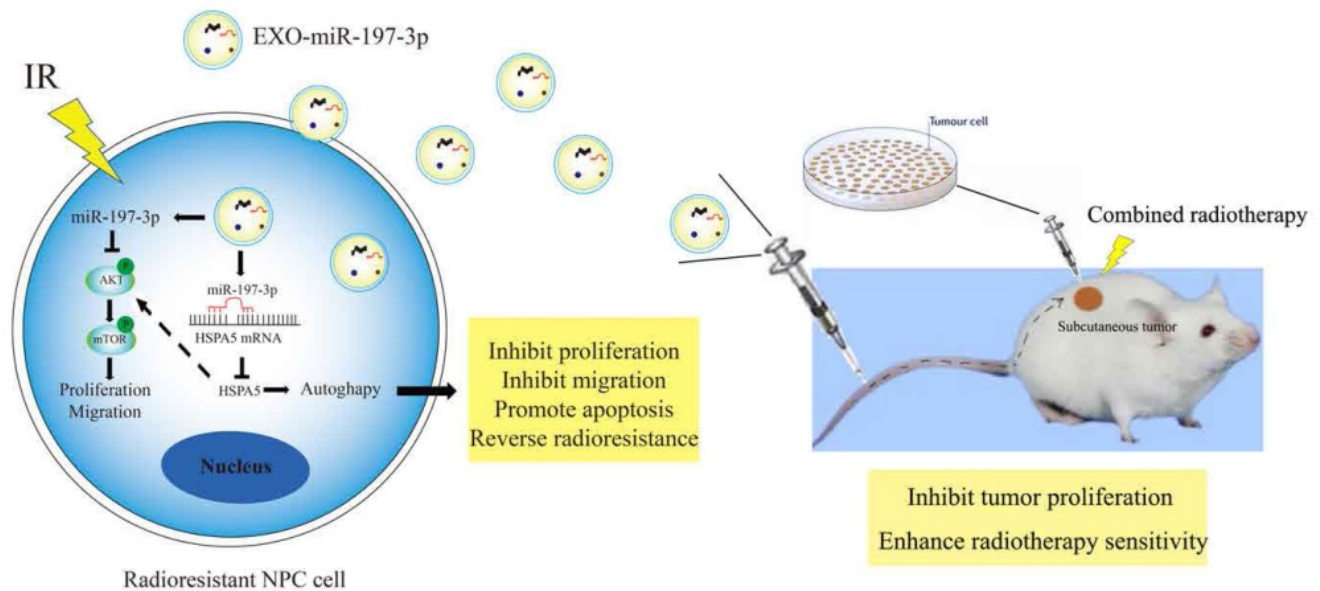 EXO-miR-197-3p
IR
miR-197-3p
P
AKT
P
mTOR
Proliferation
Migration
miR-197-3p
HSPA5 mRNA
HSPA5
Autoghapy
Nucleus
Radioresistant NPC cell
Inhibit proliferation
Inhibit migration
Promote apoptosis
Reverse radioresistance
Tumour cell
Combined radiotherapy
Subcutaneous tumor
Inhibit tumor proliferation
Enhance radiotherapy sensitivity